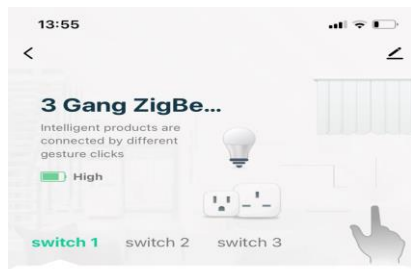 13:55
3 Gang ZigBe...
Intelligent products are
connected by different
gesture clicks
High
switch 1 switch 2 switch 3